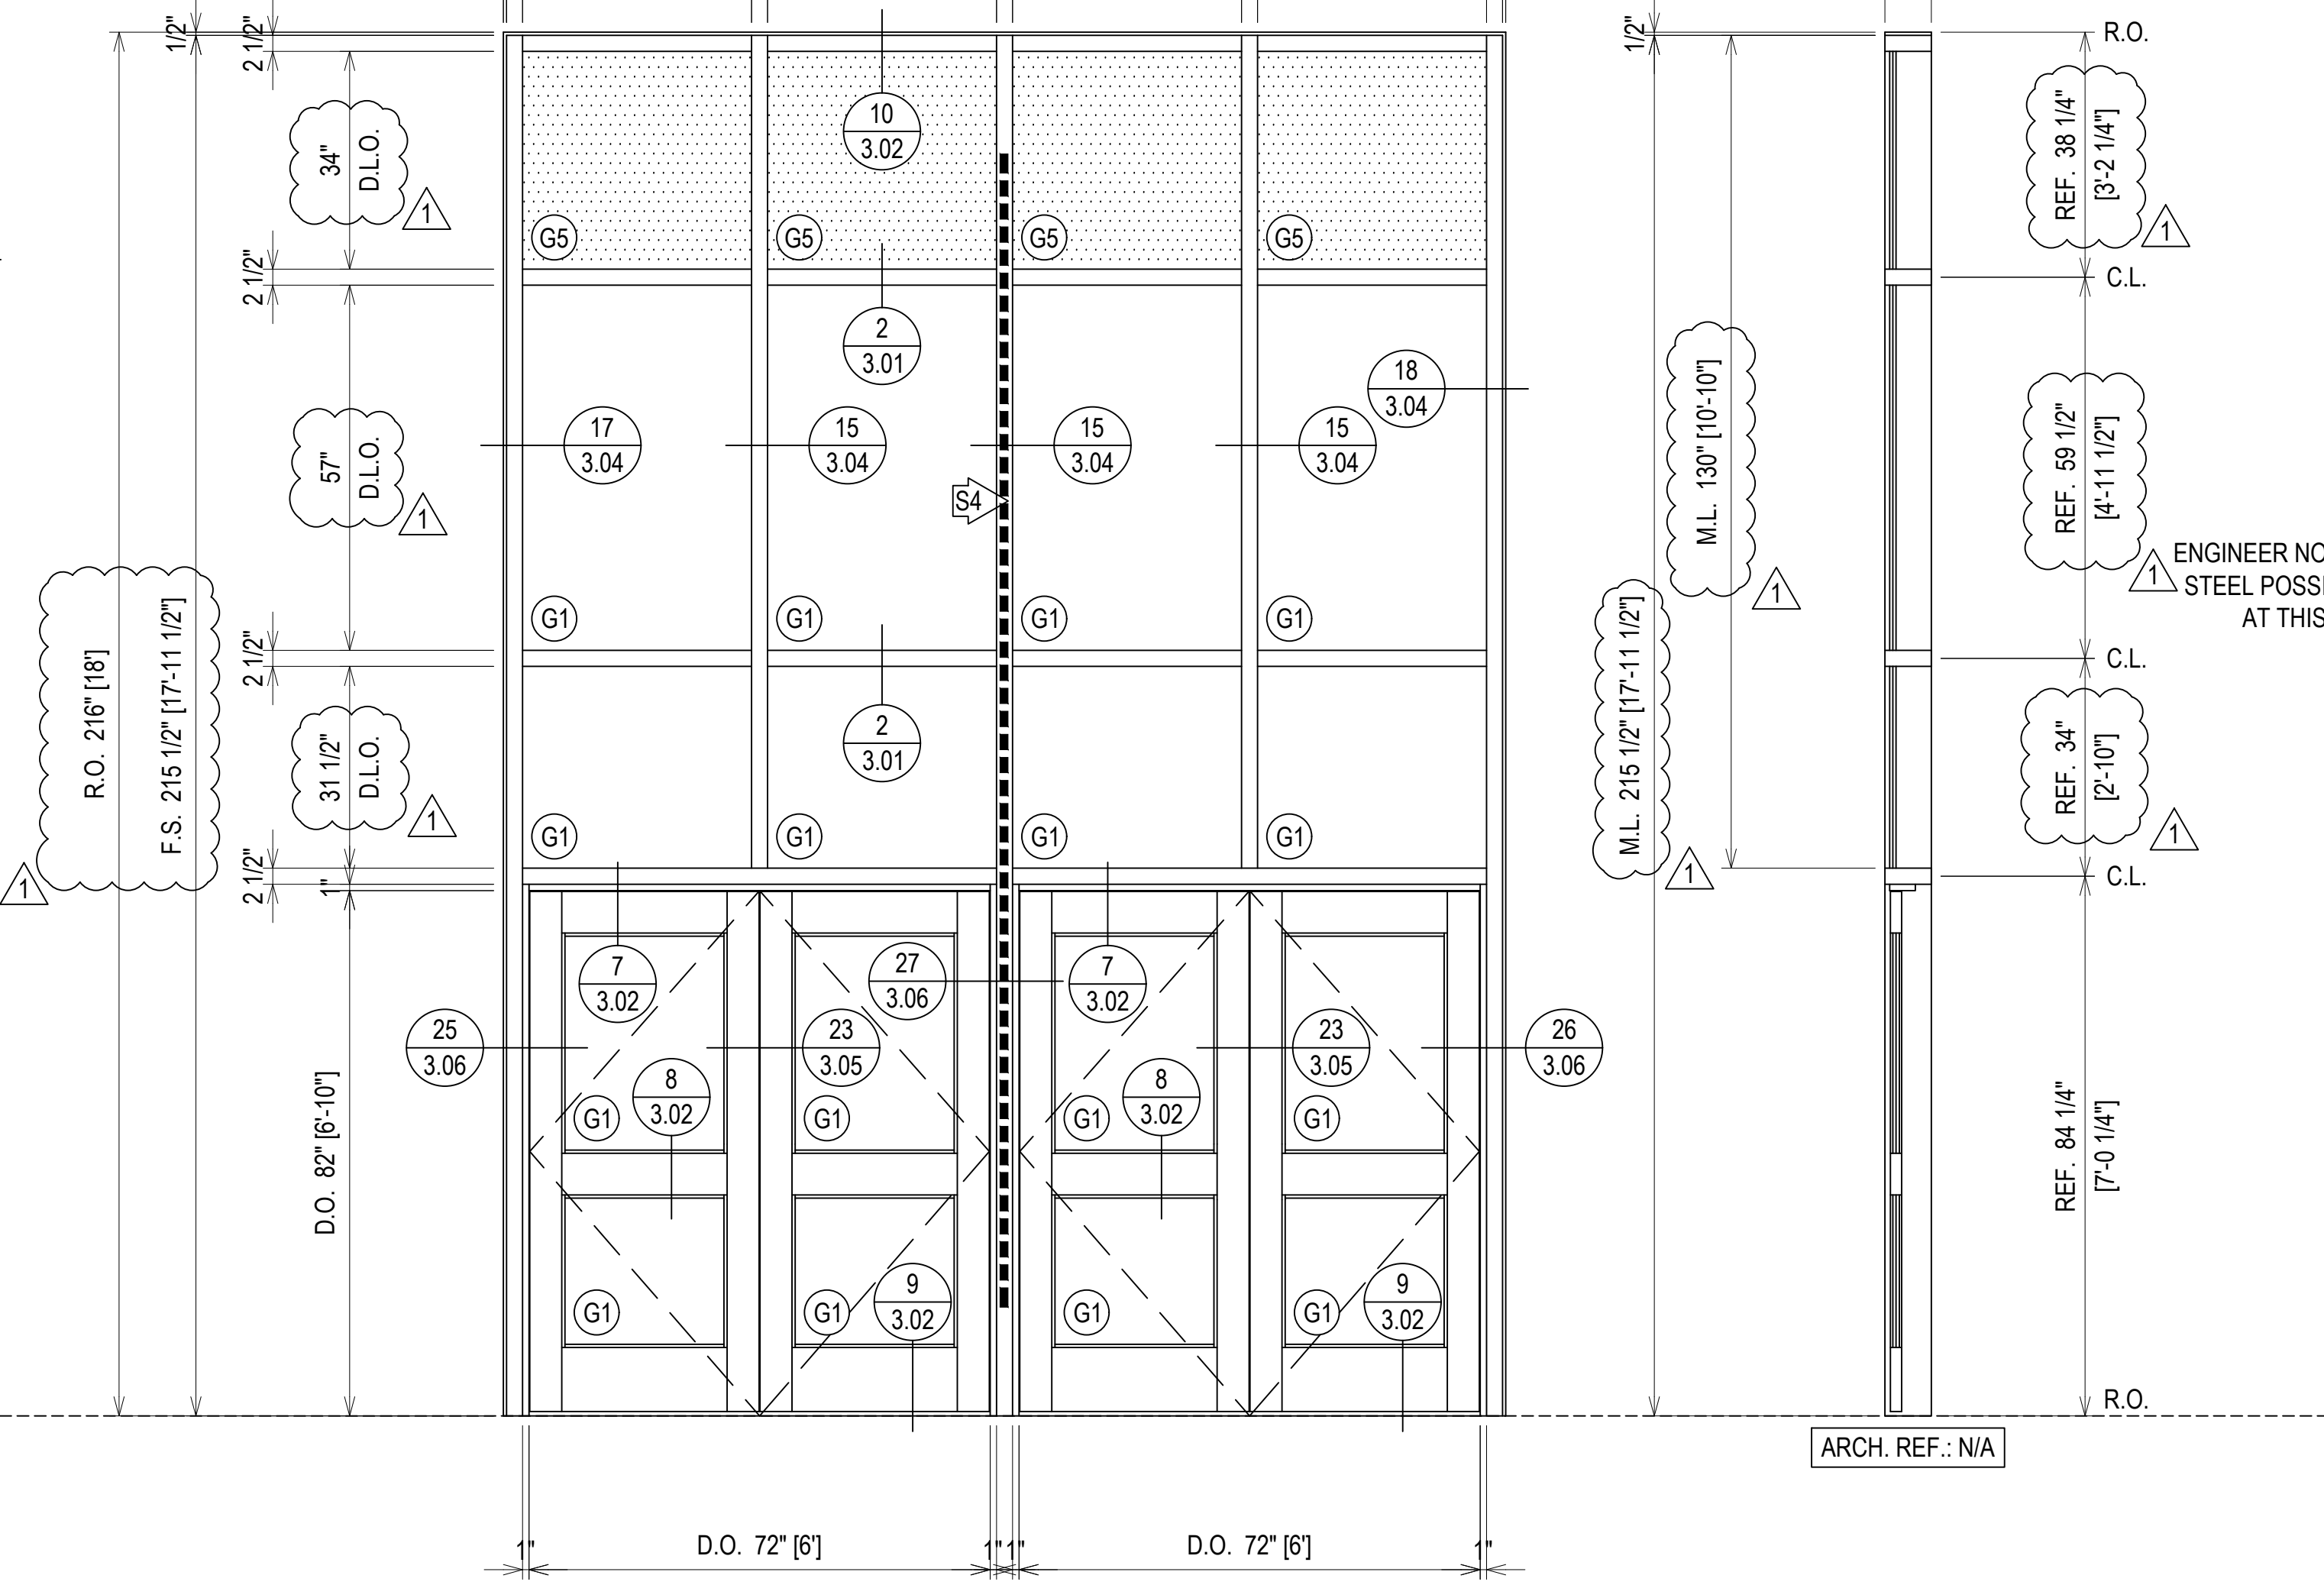 1/2"
2 1/2"
1/2"
R.O.
34"
D.L.O.
1
10
3.02
REF. 38 1/4"
[3'-2 1/4"]
1
G5
G5
G5
G5
2 1/2"
C.L.
2
3.01
18
3.04
M.L. 130" [10'-10"]
1
57"
D.L.O.
1
17
3.04
15
3.04
15
3.04
15
3.04
S4
REF. 59 1/2"
[4'-11 1/2"]
1
ENGINEER NO
STEEL POSS
AT THIS
G1
G1
G1
G1
2 1/2"
C.L.
R.O. 216" [18']
F.S. 215 1/2" [17'-11 1/2"]
1
M.L. 215 1/2" [17'-11 1/2"]
1
31 1/2"
D.L.O.
1
2
3.01
REF. 34"
[2'-10"]
1
G1
G1
G1
G1
2 1/2"
1"
C.L.
7
3.02
27
3.06
7
3.02
25
3.06
23
3.05
23
3.05
26
3.06
8
3.02
8
3.02
G1
G1
G1
G1
D.O. 82" [6'-10"]
REF. 84 1/4"
[7'-0 1/4"]
G1
G1
9
3.02
G1
G1
9
3.02
R.O.
ARCH. REF.: N/A
1"
D.O. 72" [6']
1"
1"
D.O. 72" [6']
1"